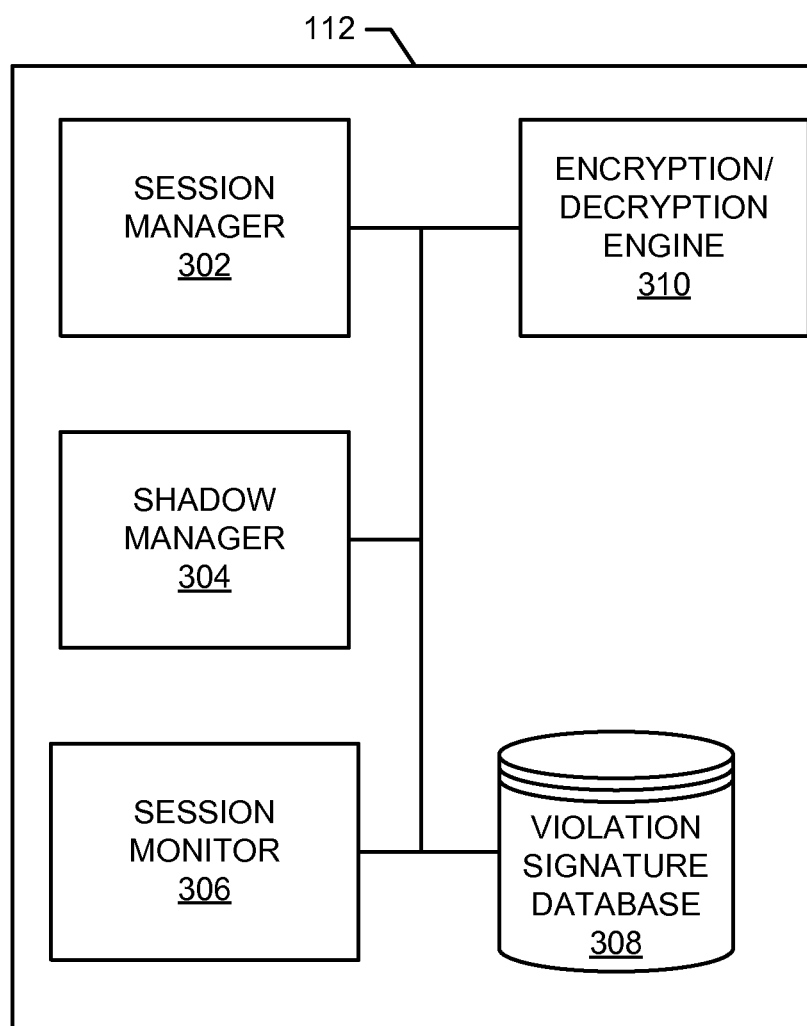 112
SESSION
MANAGER
302
ENCRYPTION/
DECRYPTION
ENGINE
310
SHADOW
MANAGER
304
SESSION
MONITOR
306
VIOLATION
SIGNATURE
DATABASE
308